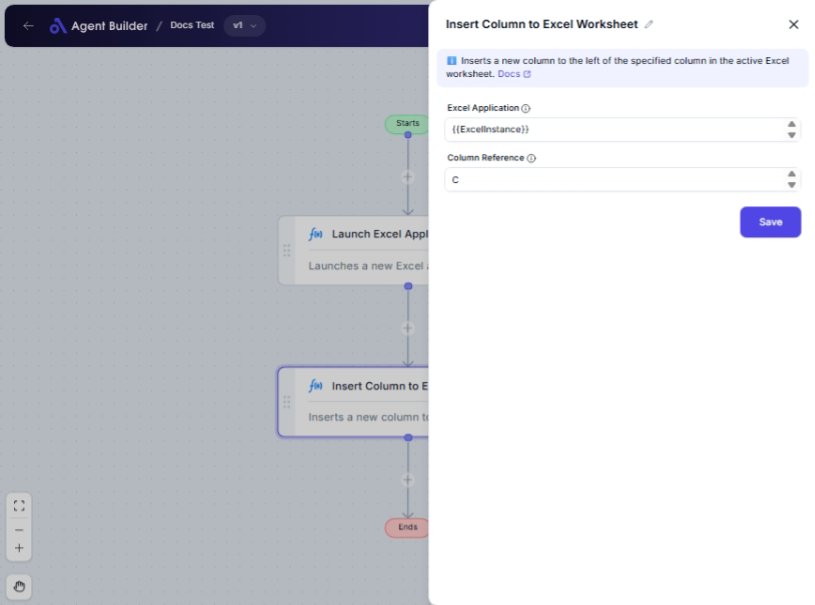 Agent Builder / Docs Test v1
Insert Column to Excel Worksheet
Inserts a new column to the left of the specified column in the active Excel
worksheet. Docs
Excel Application
{{ExcelInstance}}
Column Reference
C
Save
Starts
f(x) Launch Excel Appl
Launches a new Excel
f(x) Insert Column to E
Inserts a new column to
Ends